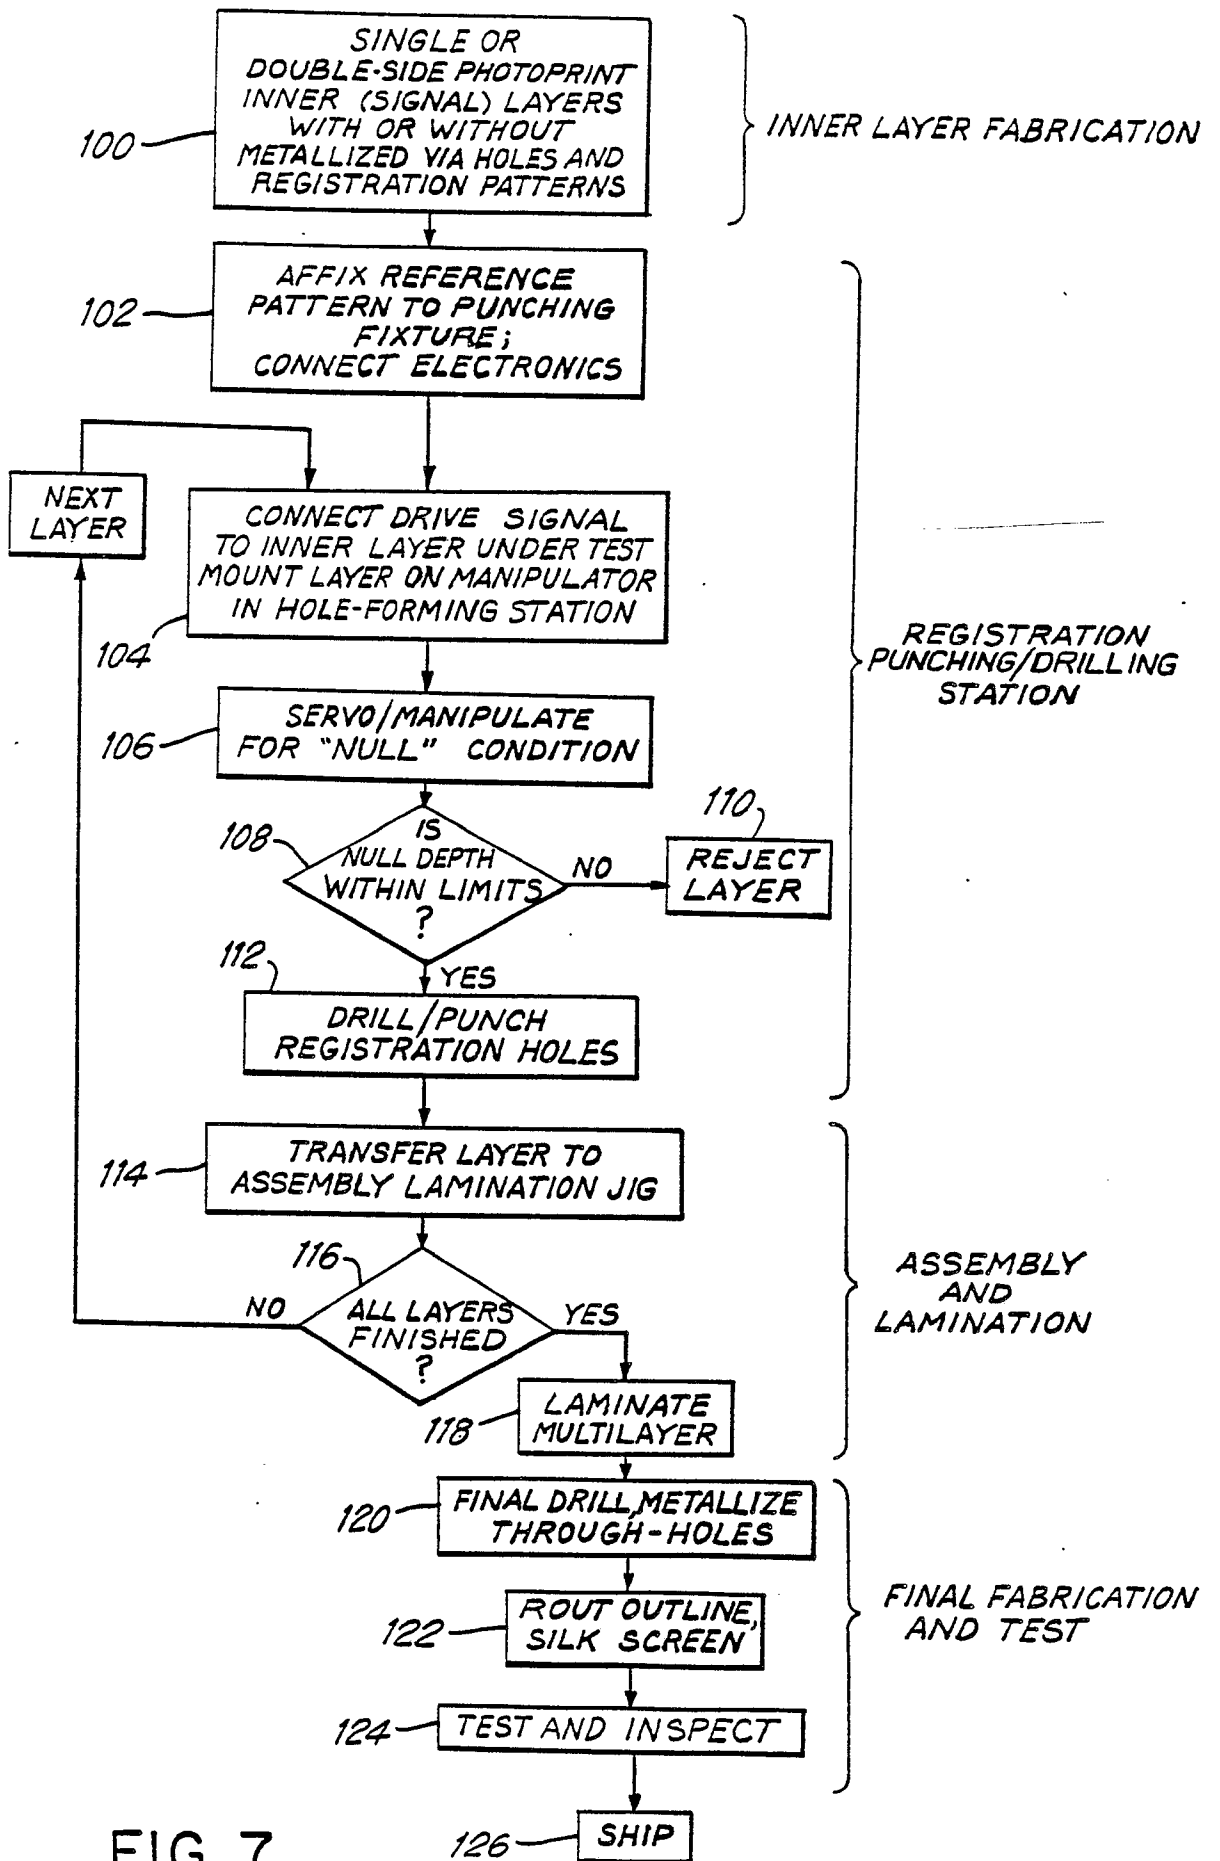 SINGLE OR
DOUBLE-SIDE PHOTOPRINT
INNER (SIGNAL) LAYERS
WITH OR WITHOUT
METALLIZED VIA HOLES AND
REGISTRATION PATTERNS
100
INNER LAYER FABRICATION
AFFIX REFERENCE
PATTERN TO PUNCHING
FIXTURE;
CONNECT ELECTRONICS
102
NEXT
LAYER
CONNECT DRIVE SIGNAL
TO INNER LAYER UNDER TEST
MOUNT LAYER ON MANIPULATOR
IN HOLE-FORMING STATION
104
REGISTRATION
PUNCHING/DRILLING
STATION
SERVO/MANIPULATE
FOR "NULL" CONDITION
106
108
IS
NULL DEPTH
WITHIN LIMITS
?
NO
110
REJECT
LAYER
YES
112
DRILL/PUNCH
REGISTRATION HOLES
TRANSFER LAYER TO
ASSEMBLY LAMINATION JIG
114
116
ALL LAYERS
FINISHED
?
NO
YES
ASSEMBLY
AND
LAMINATION
LAMINATE
MULTILAYER
118
FINAL DRILL, METALLIZE
THROUGH-HOLES
120
ROUT OUTLINE,
SILK SCREEN
122
FINAL FABRICATION
AND TEST
TEST AND INSPECT
124
SHIP
126
FIG. 7